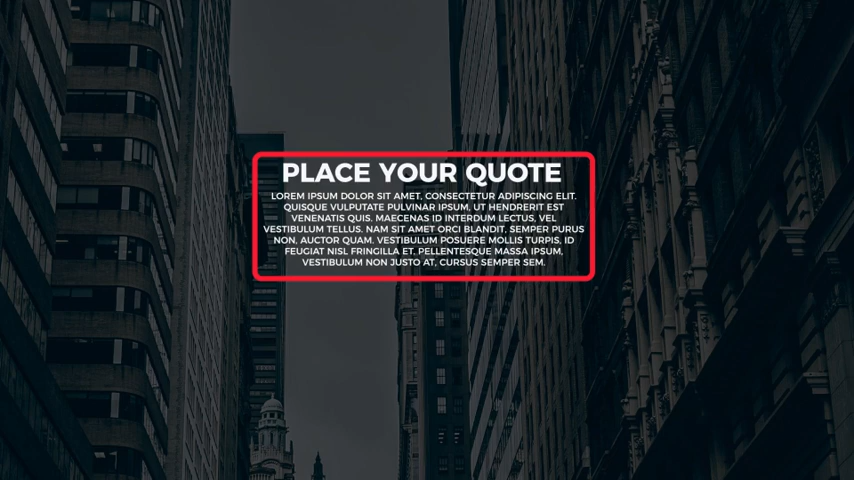 PLACE YOUR QUOTE
LOREM IPSUM DOLOR SIT AMET, CONSECTETUR ADIPISCING ELIT.
QUISQUE VULPUTATE PULVINAR IPSUM, UT HENDRERIT EST
VENENATIS QUIS. MAECENAS ID INTERDUM LECTUS, VEL
VESTIBULUM TELLUS. NAM SIT AMET ORCI BLANDIT, SEMPER PURUS
NON, AUCTOR QUAM. VESTIBULUM POSUERE MOLLIS TURPIS, ID
FEUGIAT NISL FRINGILLA ET. PELLENTESQUE MASSA IPSUM,
VESTIBULUM NON JUSTO AT, CURSUS SEMPER SEM.